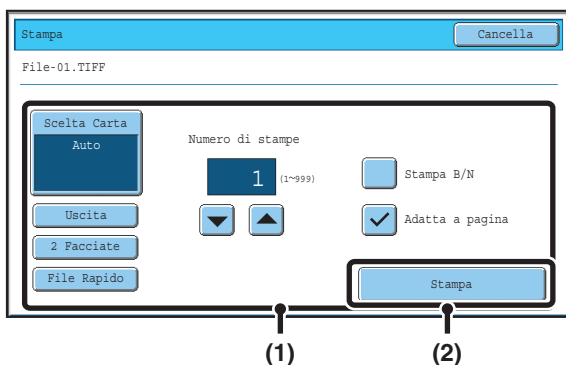 Stampa
Cancella
File-01.TIFF
Scelta Carta
Auto
Numero di stampe
1 (1~999)
Stampa B/N
Uscita
Adatta a pagina
2 Facciate
File Rapido
Stampa
(1)
(2)